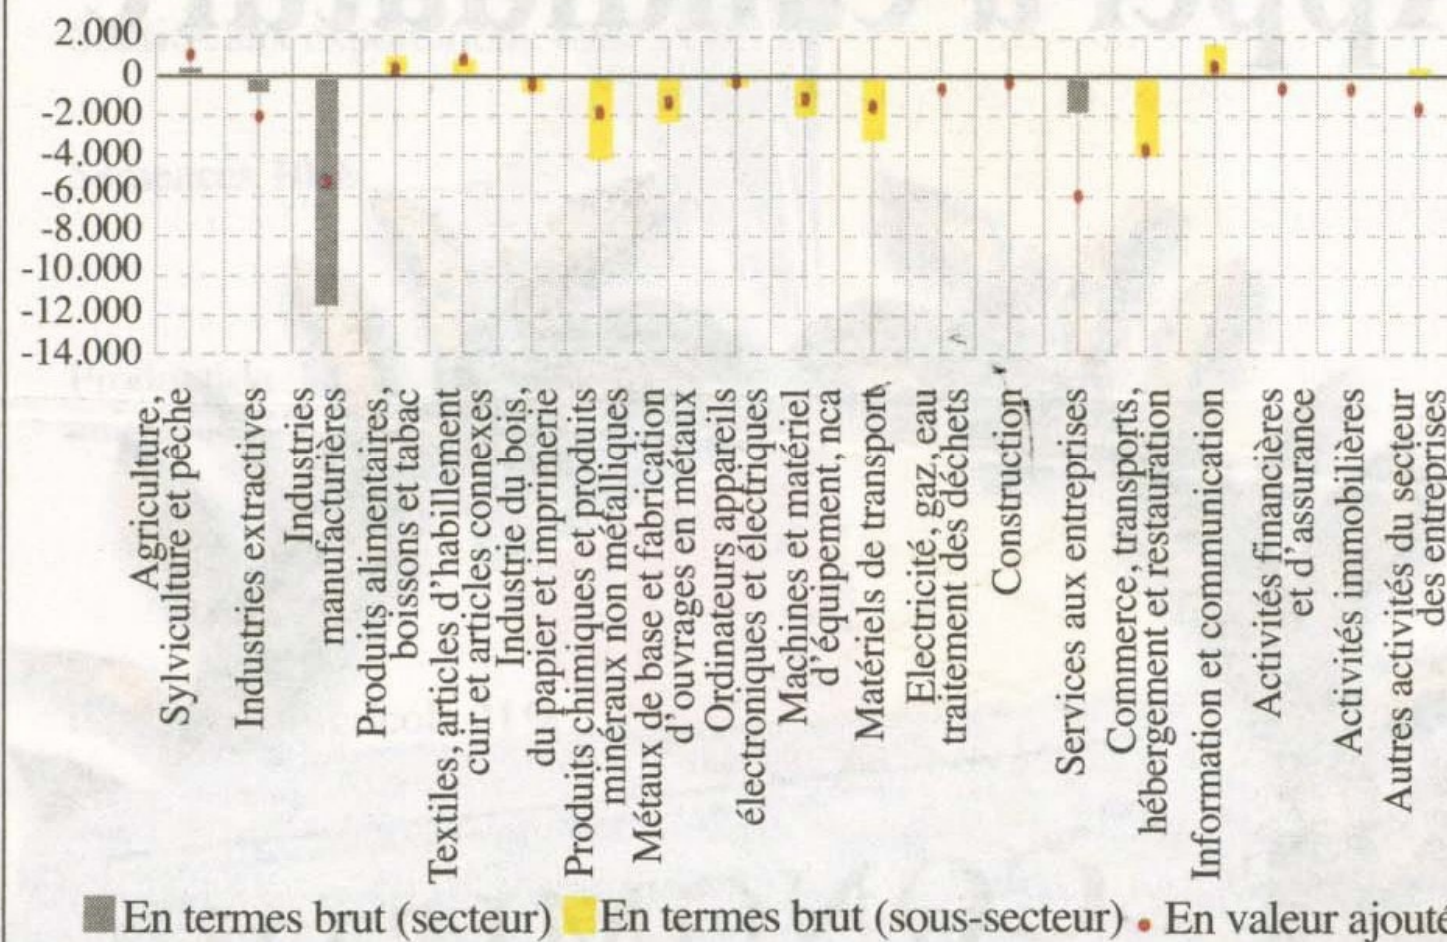 2.000
0
-2.000
-4.000
-6.000
-8.000
-10.000
-12.000
-14.000
Agriculture,
Sylviculture et pêche
Industries extractives
Industries
manufacturières
Produits alimentaires,
boissons et tabac
Textiles, articles d'habillement
cuir et articles connexes
Industrie du bois,
du papier et imprimerie
Produits chimiques et produits
minéraux non métalliques
Métaux de base et fabrication
d'ouvrages en métaux
Ordinateurs appareils
électroniques et électriques
Machines et matériel
d'équipement, nca
Matériels de transport
Electricité, gaz, eau
traitement des déchets
Construction
Services aux entreprises
Commerce, transports,
hébergement et restauration
Information et communication
Activités financières
et d'assurance
Activités immobilières
Autres activités du secteur
des entreprises
En termes brut (secteur) En termes brut (sous-secteur) En valeur ajouté